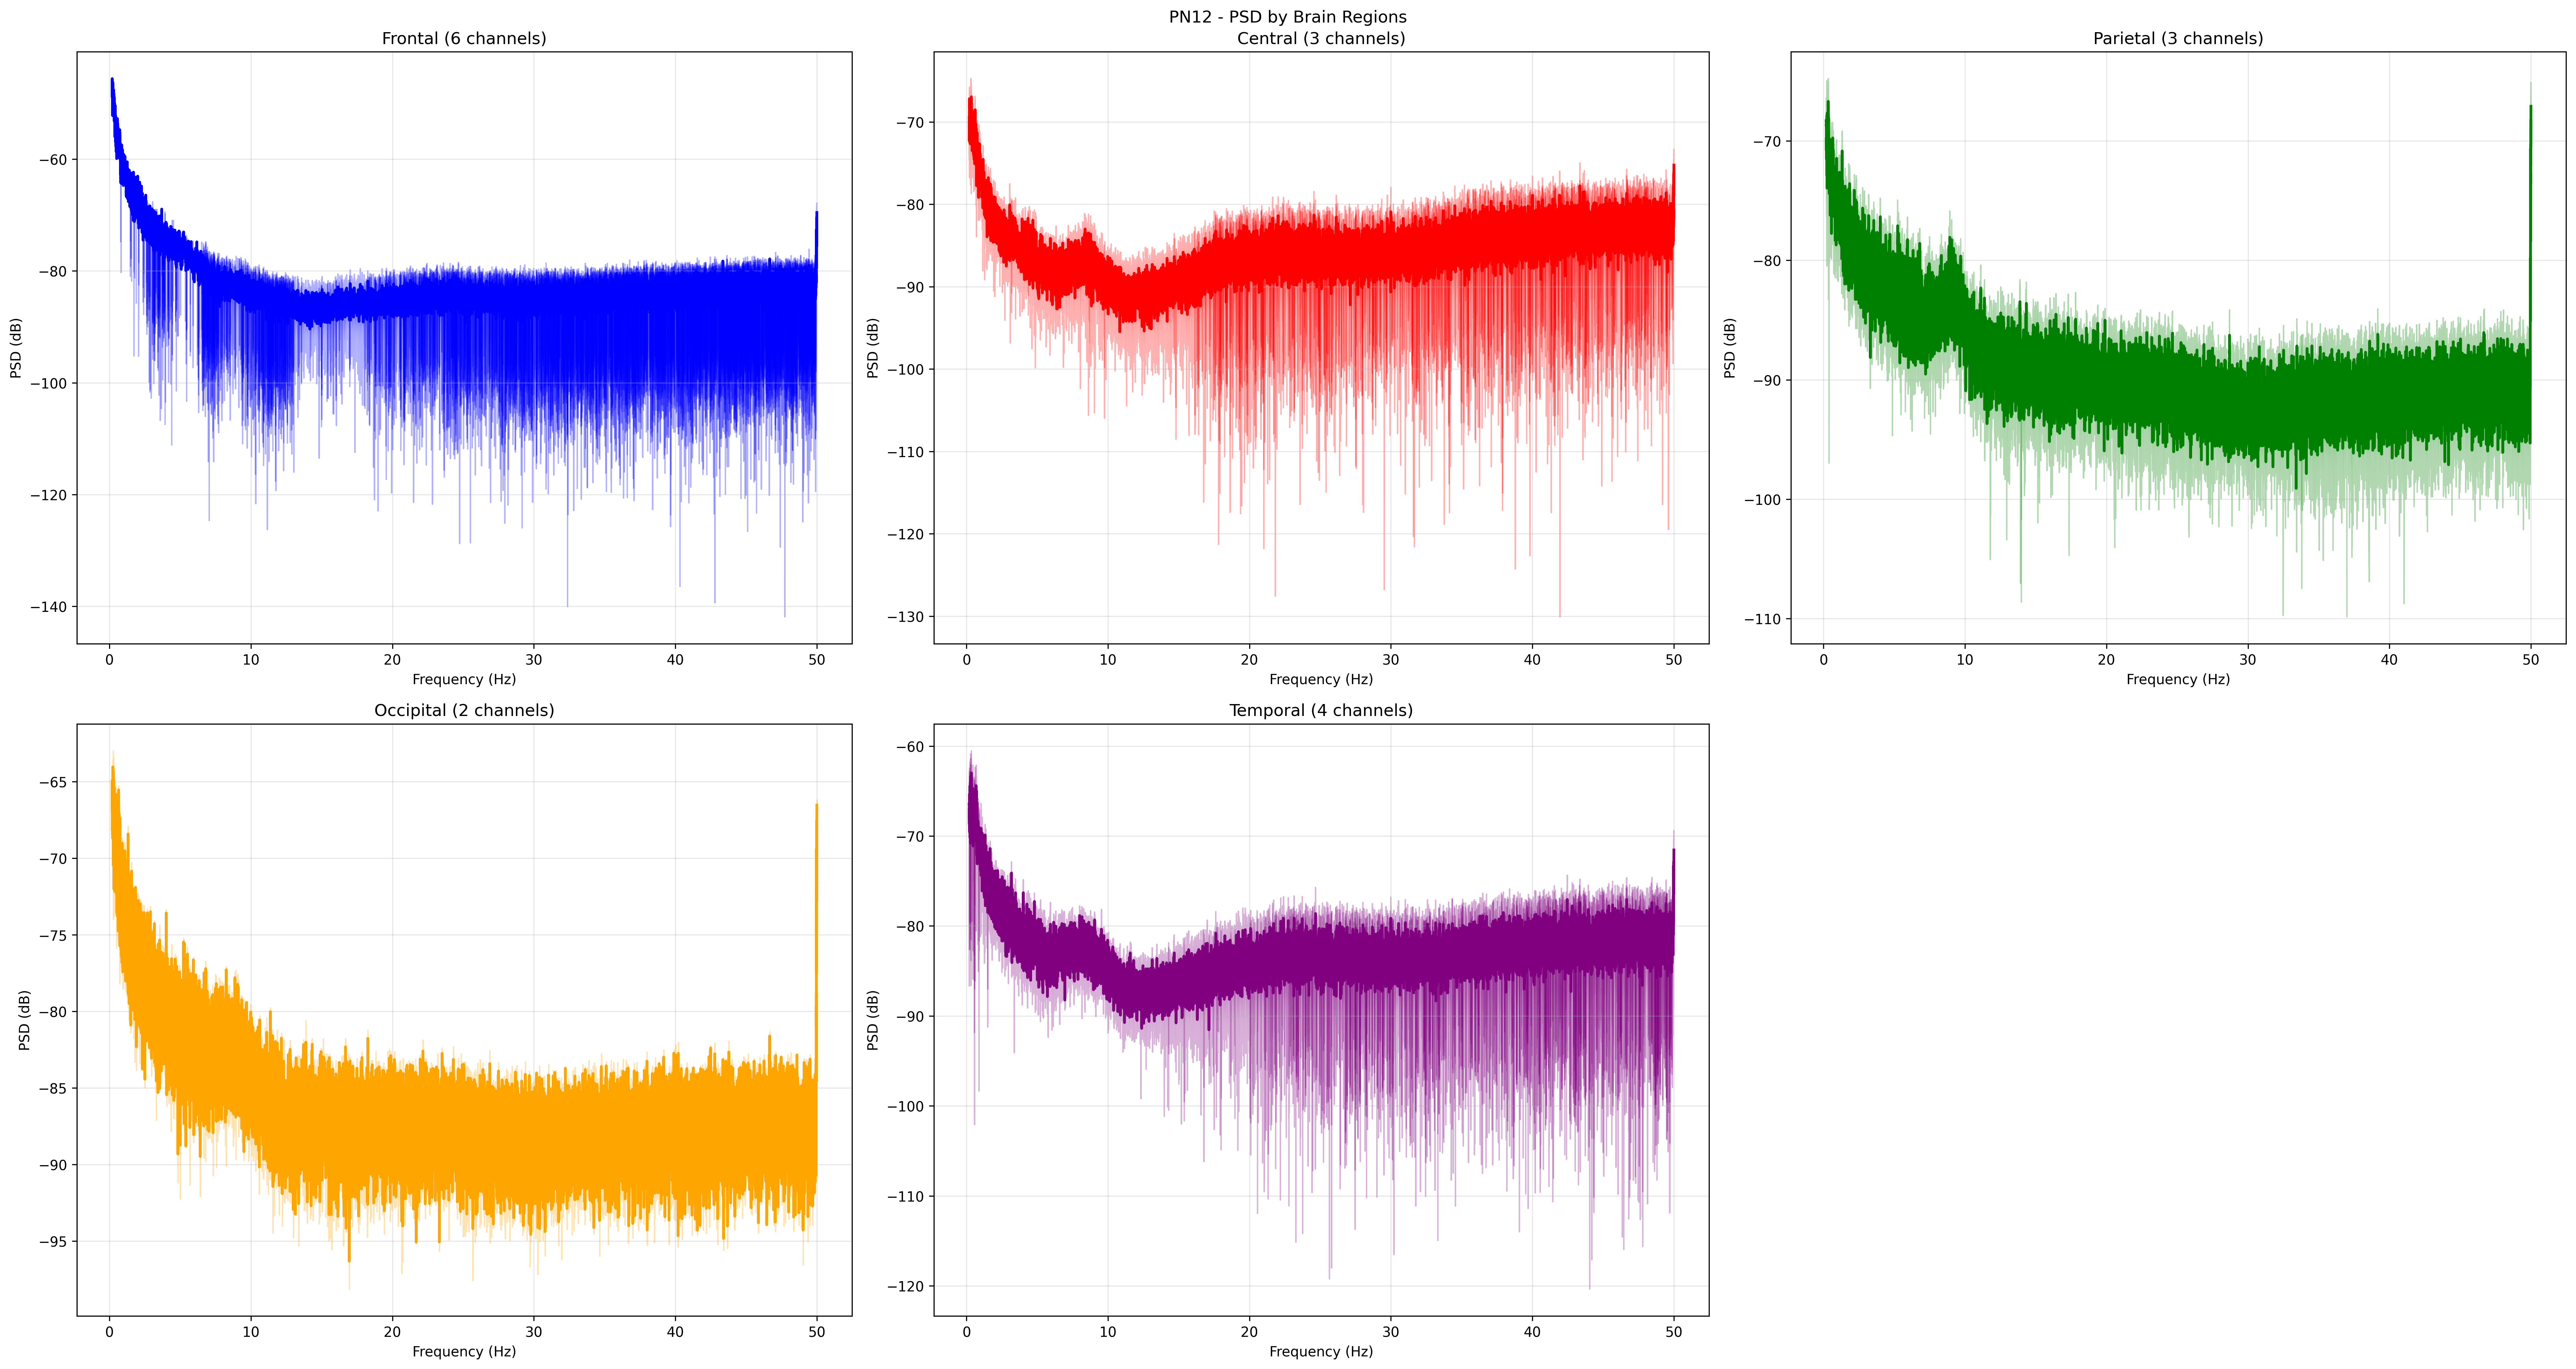 PN12 - PSD by Brain Regions
Frontal (6 channels)
Central (3 channels)
Parietal (3 channels)
PSD (dB)
−60
−80
−100
−120
−140
0 10 20 30 40 50
Frequency (Hz)
PSD (dB)
−70
−80
−90
−100
−110
−120
−130
0 10 20 30 40 50
Frequency (Hz)
PSD (dB)
−70
−80
−90
−100
−110
0 10 20 30 40 50
Frequency (Hz)
Occipital (2 channels)
Temporal (4 channels)
PSD (dB)
−65
−70
−75
−80
−85
−90
−95
0 10 20 30 40 50
Frequency (Hz)
PSD (dB)
−60
−70
−80
−90
−100
−110
−120
0 10 20 30 40 50
Frequency (Hz)